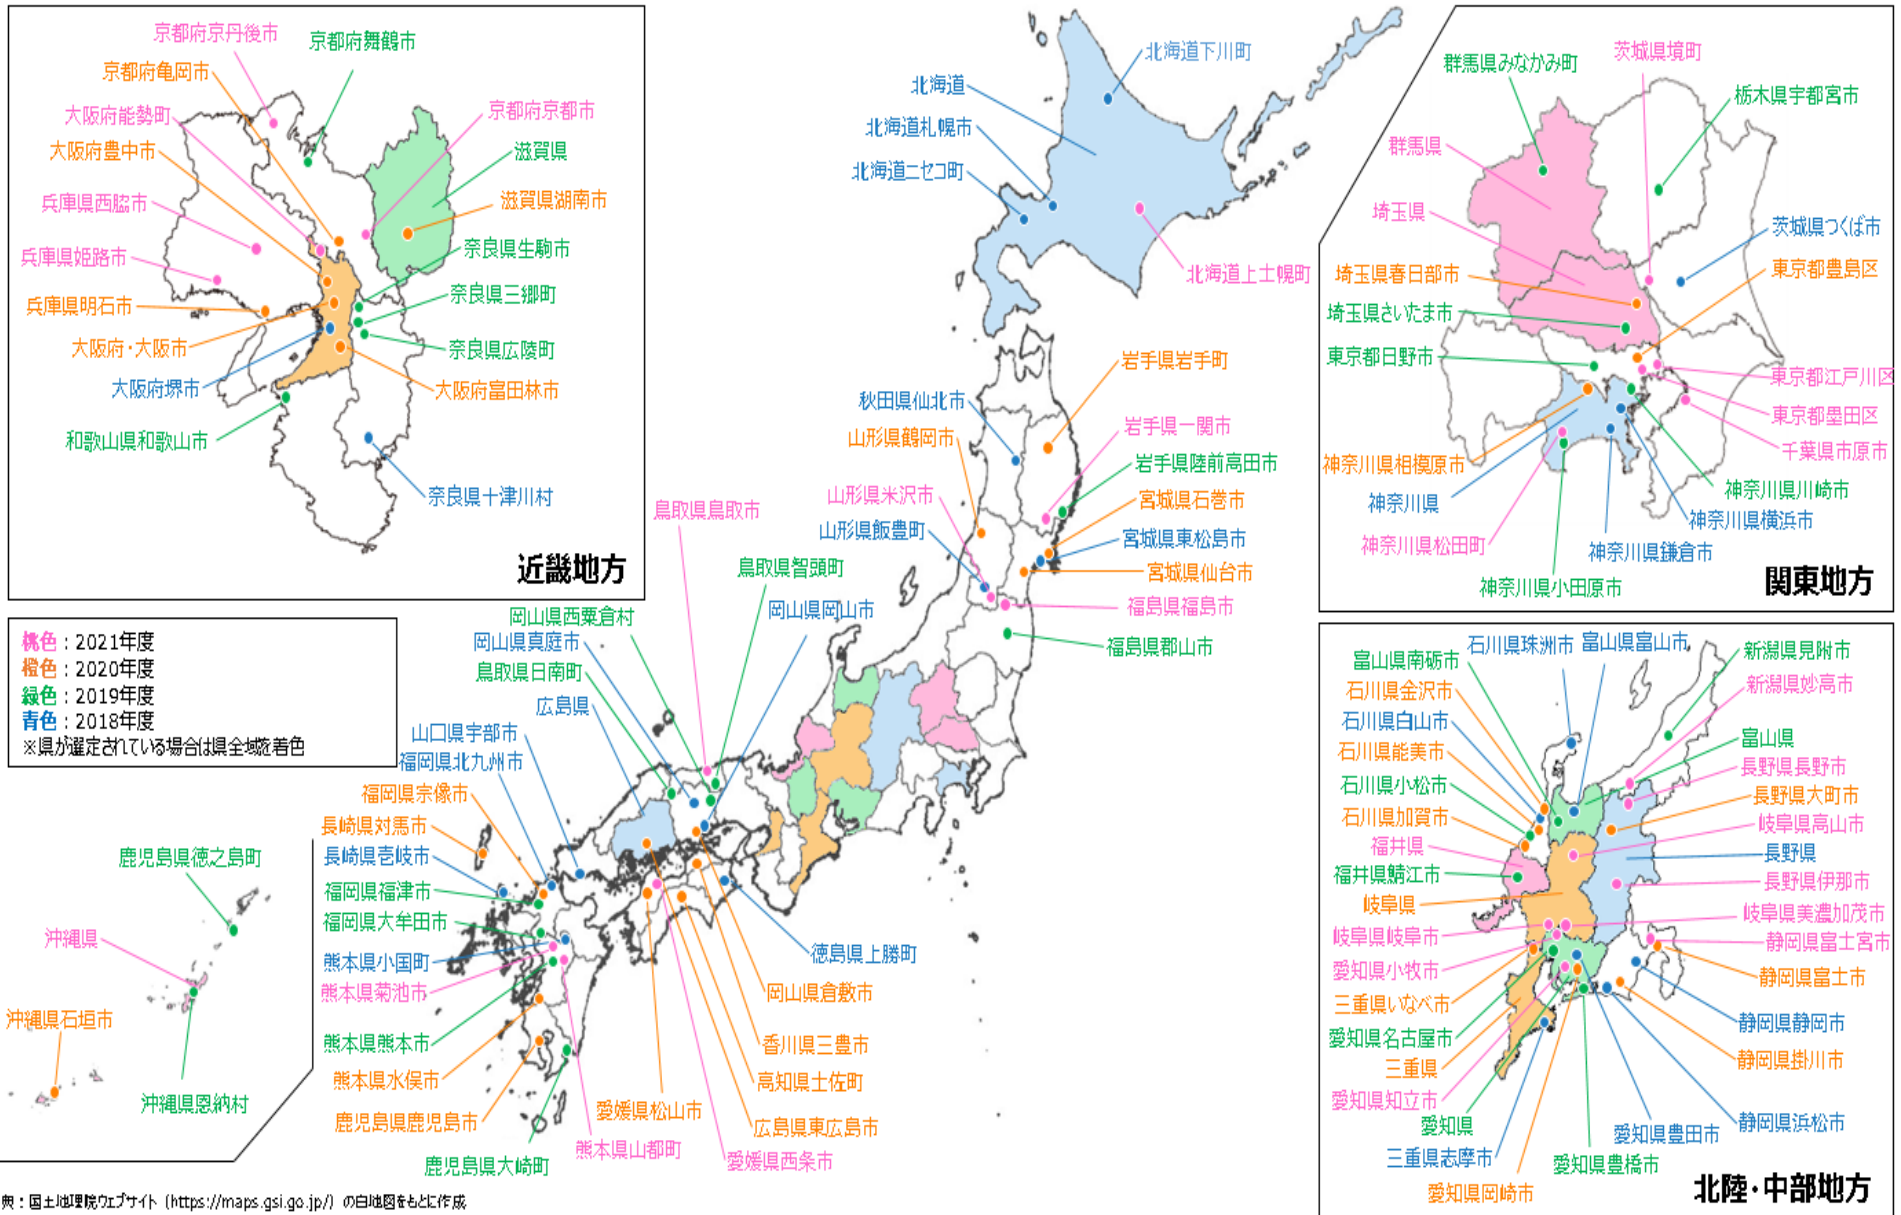 京都府京丹後市
京都府舞鶴市
京都府亀岡市
大阪府能勢町
京都府京都市
大阪府豊中市
滋賀県
兵庫県西脇市
滋賀県湖南市
奈良県生駒市
兵庫県姫路市
奈良県三郷町
兵庫県明石市
大阪府・大阪市
奈良県広陵町
大阪府堺市
大阪府富田林市
和歌山県和歌山市
奈良県十津川村
近畿地方
桃色：2021年度
橙色：2020年度
緑色：2019年度
青色：2018年度
※県が選定されている場合は県全域を着色
北海道下川町
北海道
北海道札幌市
北海道ニセコ町
北海道上士幌町
岩手県岩手町
秋田県仙北市
岩手県一関市
山形県鶴岡市
岩手県陸前高田市
山形県米沢市
宮城県石巻市
山形県飯豊町
宮城県東松島市
宮城県仙台市
福島県福島市
福島県郡山市
鳥取県鳥取市
鳥取県智頭町
岡山県西粟倉村
岡山県岡山市
岡山県真庭市
鳥取県日南町
広島県
山口県宇部市
福岡県北九州市
福岡県宗像市
長崎県対馬市
長崎県壱岐市
福岡県福津市
福岡県大牟田市
熊本県小国町
熊本県菊池市
熊本県熊本市
熊本県水俣市
鹿児島県鹿児島市
鹿児島県大崎町
熊本県山都町
愛媛県松山市
愛媛県西条市
広島県東広島市
高知県土佐町
香川県三豊市
岡山県倉敷市
徳島県上勝町
鹿児島県徳之島町
沖縄県
沖縄県石垣市
沖縄県恩納村
群馬県みなかみ町
茨城県境町
栃木県宇都宮市
群馬県
埼玉県
茨城県つくば市
埼玉県春日部市
東京都豊島区
埼玉県さいたま市
東京都日野市
東京都江戸川区
東京都墨田区
千葉県市原市
神奈川県相模原市
神奈川県
神奈川県川崎市
神奈川県横浜市
神奈川県松田町
神奈川県鎌倉市
神奈川県小田原市
関東地方
石川県珠洲市
富山県富山市
新潟県見附市
富山県南砺市
新潟県妙高市
石川県金沢市
石川県白山市
富山県
石川県能美市
長野県長野市
石川県小松市
長野県大町市
石川県加賀市
岐阜県高山市
福井県
長野県
福井県鯖江市
長野県伊那市
岐阜県
岐阜県美濃加茂市
岐阜県岐阜市
静岡県富士宮市
愛知県小牧市
静岡県富士市
三重県いなべ市
静岡県静岡市
愛知県名古屋市
静岡県掛川市
三重県
愛知県知立市
愛知県
静岡県浜松市
愛知県豊田市
三重県志摩市
愛知県豊橋市
愛知県岡崎市
北陸・中部地方
典：国土地理院ウェブサイト（https://maps.gsi.go.jp/）の白地図をもとに作成